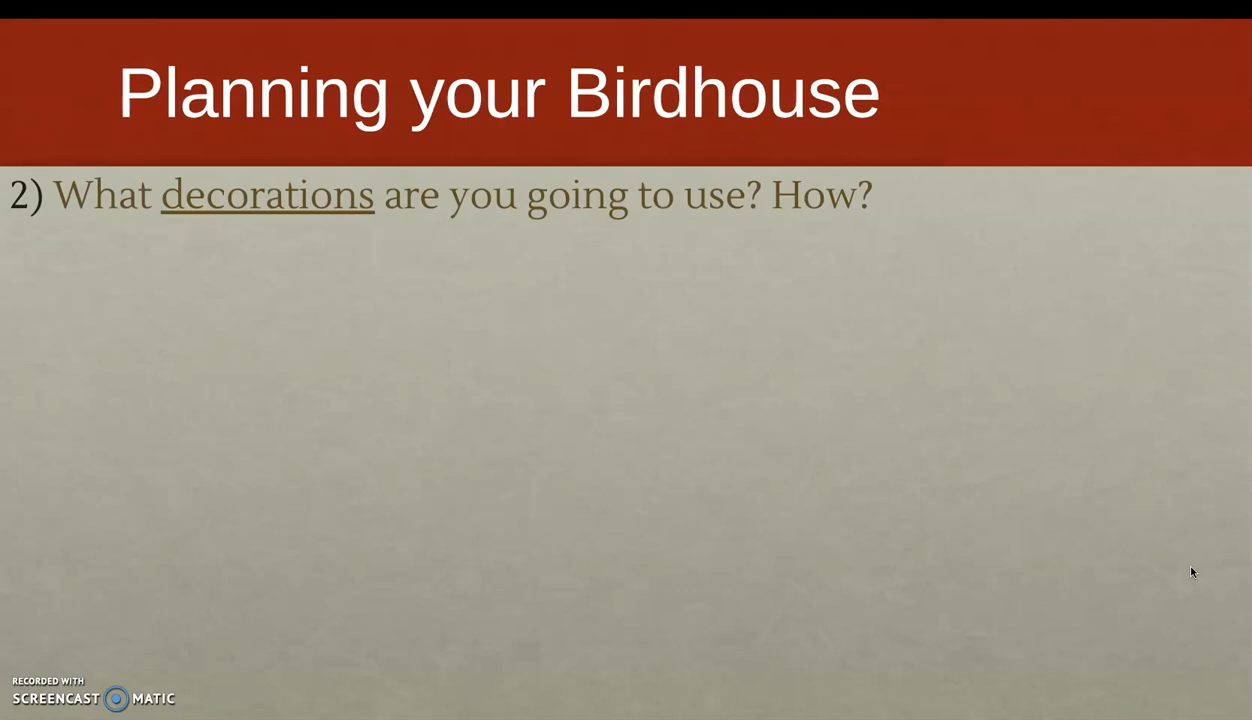 Planning your Birdhouse
2) What decorations are you going to use? How?
RECORDED WITH
SCREENCAST MATIC